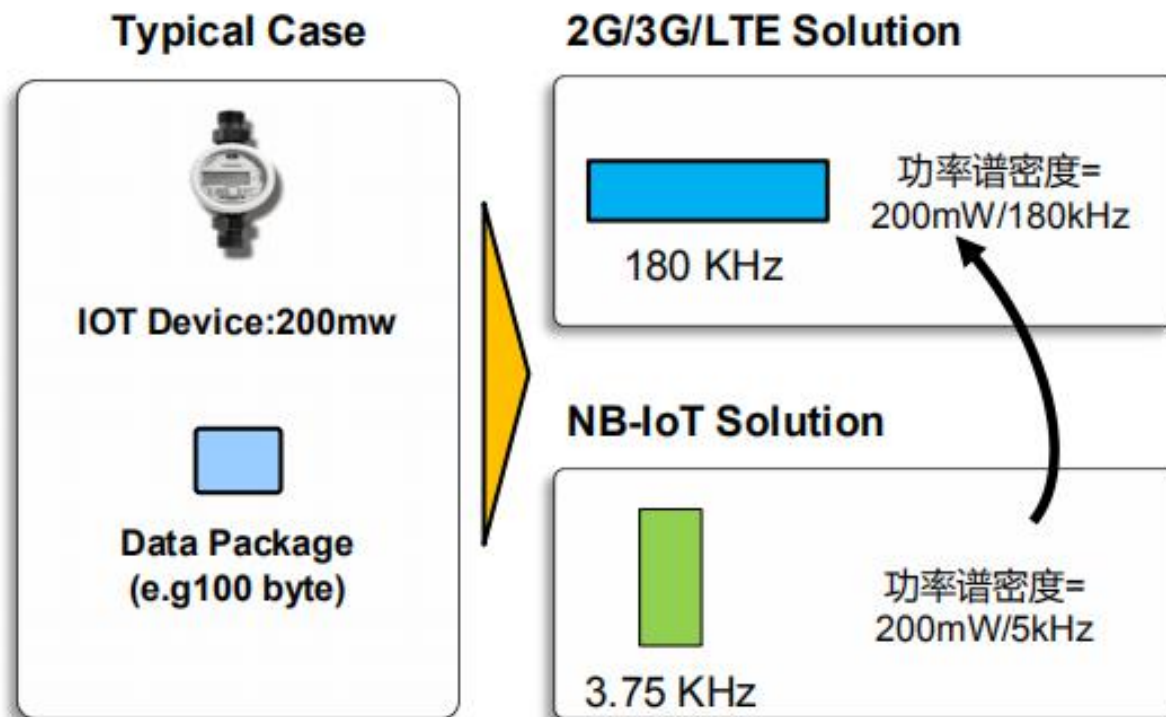 Typical Case
IOT Device:200mw
Data Package
(e.g100 byte)
2G/3G/LTE Solution
180 KHz
功率谱密度=
200mW/180kHz
NB-IoT Solution
3.75 KHz
功率谱密度=
200mW/5kHz